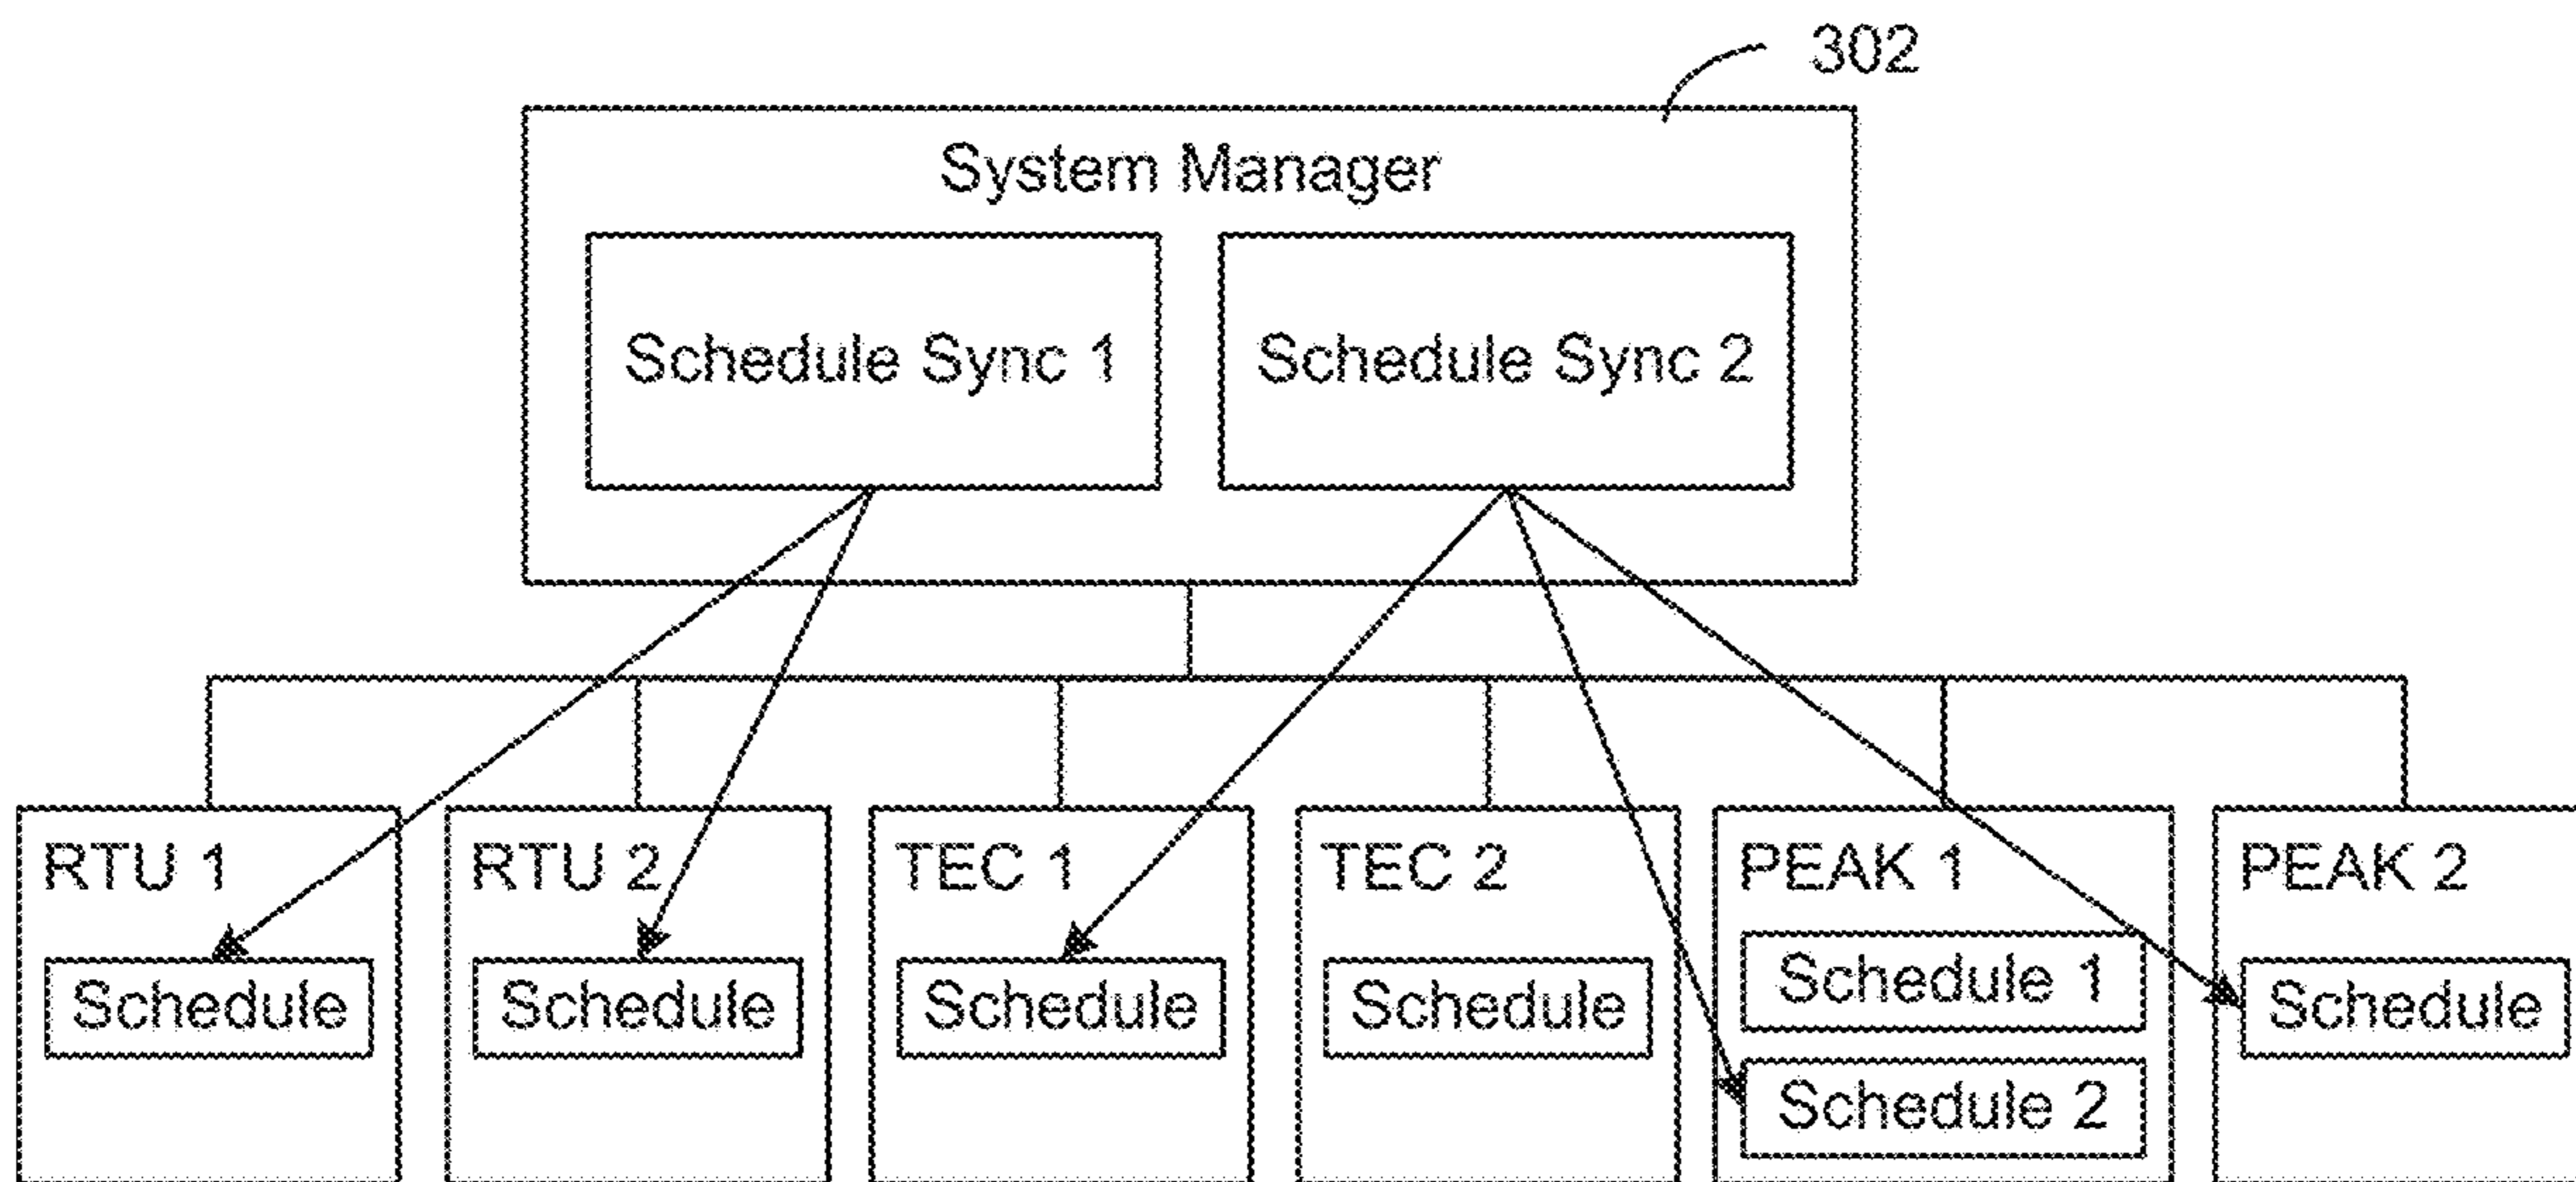 302
System Manager
Schedule Sync 1
Schedule Sync 2
RTU 1
RTU 2
TEC 1
TEC 2
PEAK 1
PEAK 2
Schedule
Schedule
Schedule
Schedule
Schedule 1
Schedule
Schedule 2